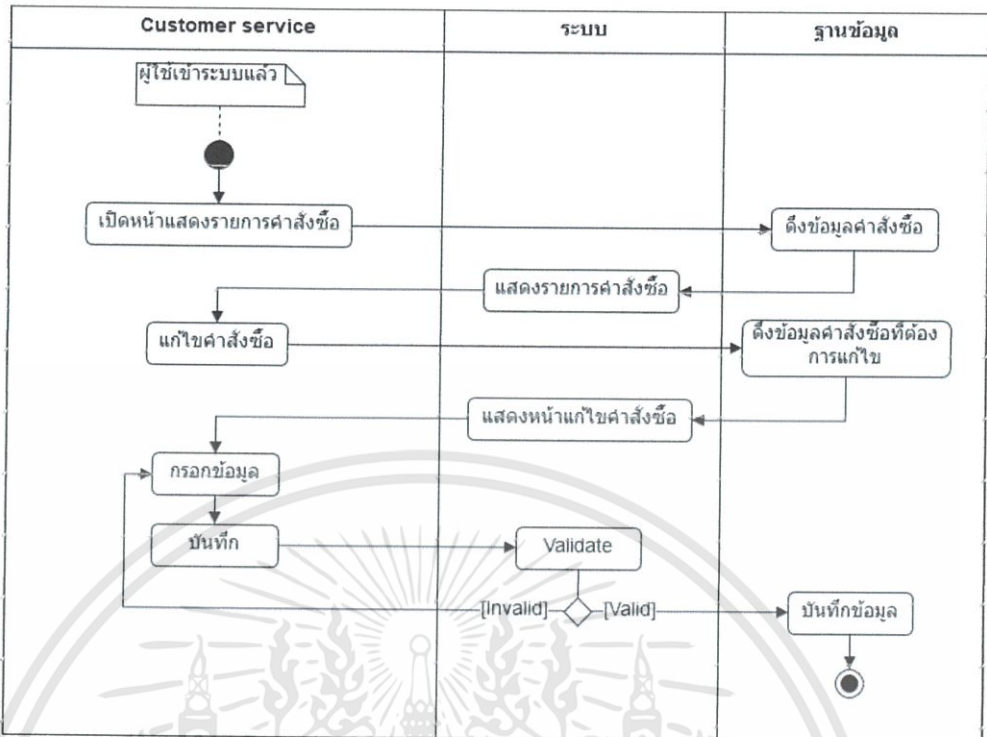 Customer service
ระบบ
ฐานข้อมูล
ผู้ใช้เข้าระบบแล้ว
เปิดหน้าแสดงรายการคำสั่งซื้อ
ดึงข้อมูลคำสั่งซื้อ
แสดงรายการคำสั่งซื้อ
แก้ไขคำสั่งซื้อ
ดึงข้อมูลคำสั่งซื้อที่ต้อง
การแก้ไข
แสดงหน้าแก้ไขคำสั่งซื้อ
กรอกข้อมูล
บันทึก
Validate
[Invalid]
[Valid]
บันทึกข้อมูล